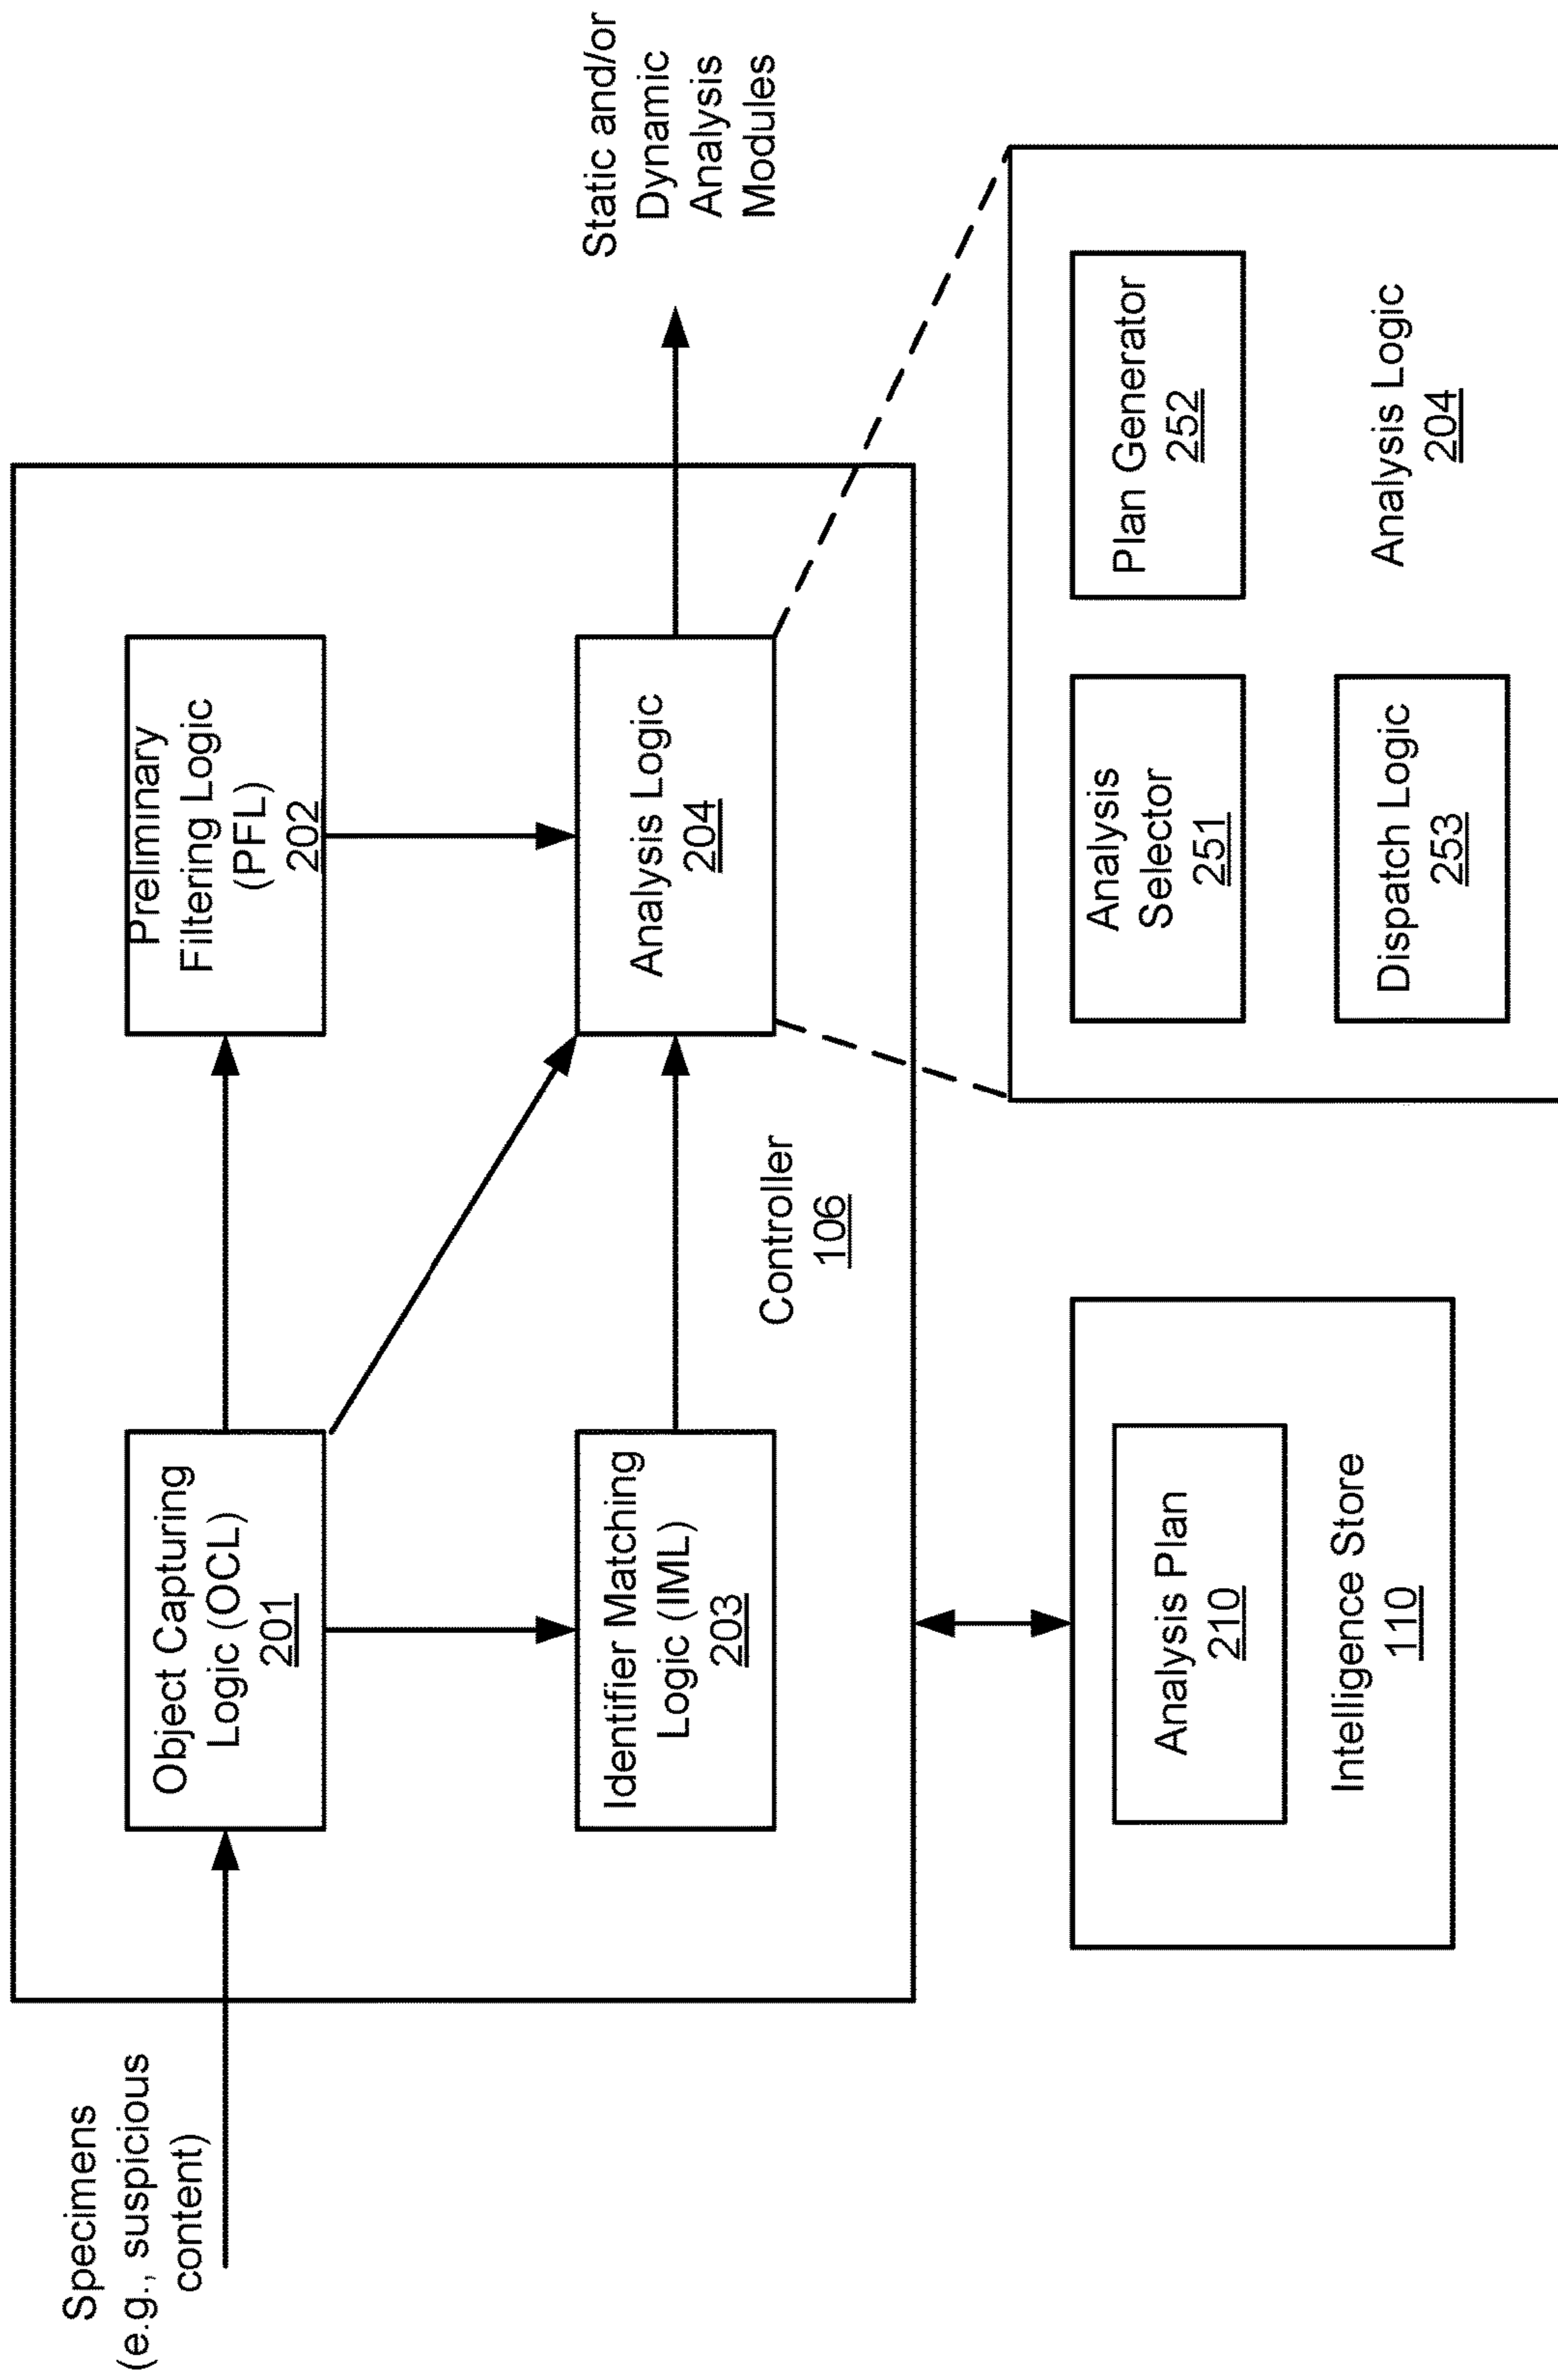 Specimens
(e.g., suspicious
content)
Object Capturing
Logic (OCL)
201
Preliminary
Filtering Logic
(PFL)
202
Identifier Matching
Logic (IML)
203
Analysis Logic
204
Static and/or
Dynamic
Analysis
Modules
Controller
106
Analysis Plan
210
Intelligence Store
110
Analysis
Selector
251
Plan Generator
252
Dispatch Logic
253
Analysis Logic
204